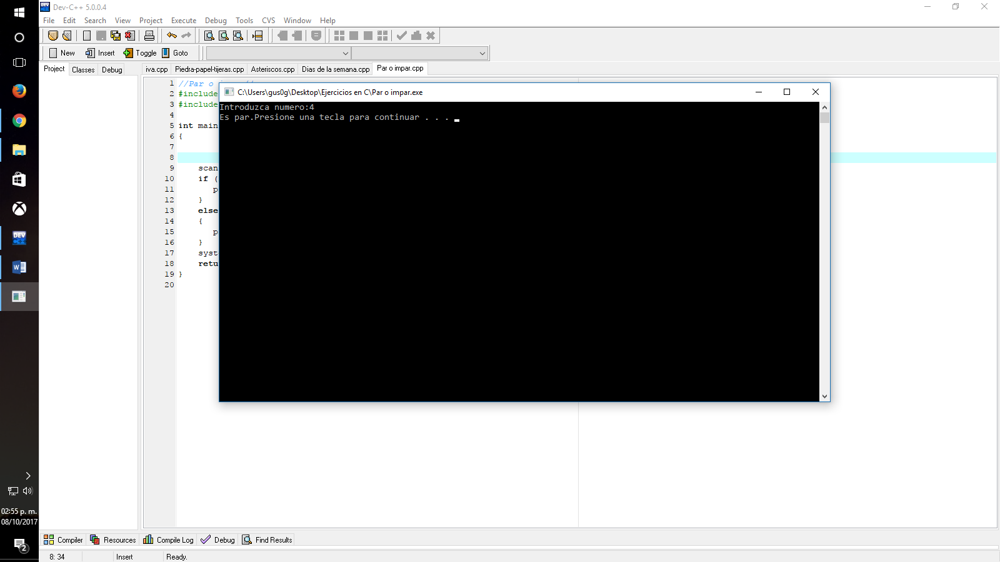 Dev-C++ 5.0.0.4
File Edit Search View Project Execute Debug Tools CVS Window Help
New Insert Toggle Goto
Project Classes Debug
iva.cpp Piedra-papel-tijeras.cpp Asteriscos.cpp Dias de la semana.cpp Par o impar.cpp
1 //Par o
2 #include
3 #include
4
5 int main
6 {
7
8
9 scan
10 if (
11 p
12 }
13 else
14 {
15 p
16 }
17 syst
18 retu
19 }
20
C:\Users\gus0g\Desktop\Ejercicios en C\Par o impar.exe
Introduzca numero:4
Es par.Presione una tecla para continuar . . .
DEV
W
02:55 p. m.
08/10/2017
2
Compiler Resources Compile Log Debug Find Results
8: 34 Insert Ready.